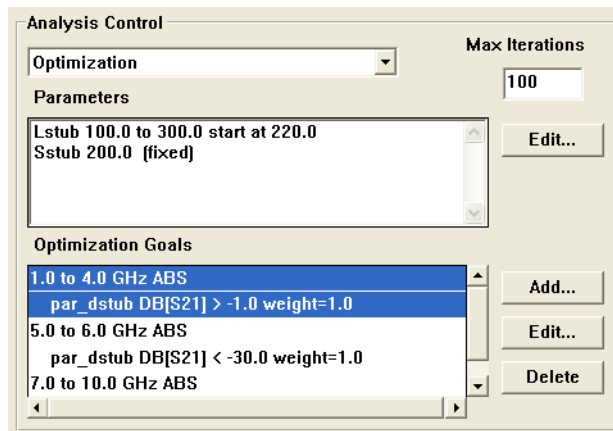 Analysis Control
Max Iterations
Optimization
100
Parameters
Lstub 100.0 to 300.0 start at 220.0
Sstub 200.0 (fixed)
Edit...
Optimization Goals
1.0 to 4.0 GHz ABS
par_dstub DB[S21] > -1.0 weight=1.0
5.0 to 6.0 GHz ABS
par_dstub DB[S21] < -30.0 weight=1.0
7.0 to 10.0 GHz ABS
Add...
Edit...
Delete